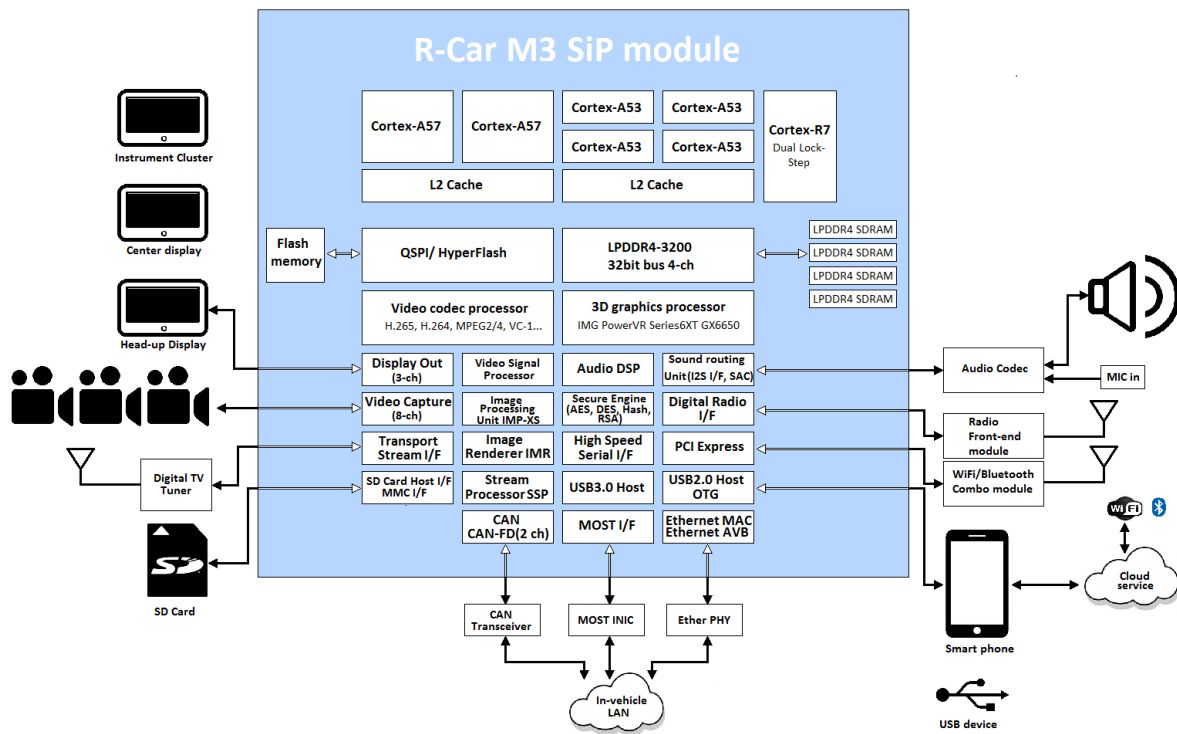 R-Car M3 SiP module
Cortex-A57
Cortex-A57
Cortex-A53
Cortex-A53
Cortex-A53
Cortex-A53
Cortex-R7
Dual Lock-
Step
L2 Cache
L2 Cache
Instrument Cluster
Center display
Head-up Display
Flash
memory
QSPI/ HyperFlash
LPDDR4-3200
32bit bus 4-ch
LPDDR4 SDRAM
LPDDR4 SDRAM
LPDDR4 SDRAM
LPDDR4 SDRAM
Video codec processor
H.265, H.264, MPEG2/4, VC-1...
3D graphics processor
IMG PowerVR Series6XT GX6650
Display Out
(3-ch)
Video Signal
Processor
Audio DSP
Sound routing
Unit(I2S I/F, SAC)
Audio Codec
MIC in
Video Capture
(8-ch)
Image
Processing
Unit IMP-XS
Secure Engine
(AES, DES, Hash,
RSA)
Digital Radio
I/F
Radio
Front-end
module
Transport
Stream I/F
Image
Renderer IMR
High Speed
Serial I/F
PCI Express
WiFi/Bluetooth
Combo module
Digital TV
Tuner
SD Card Host I/F
MMC I/F
Stream
Processor SSP
USB3.0 Host
USB2.0 Host
OTG
CAN
CAN-FD(2 ch)
MOST I/F
Ethernet MAC
Ethernet AVB
SD
SD Card
WiFi
Cloud
service
Smart phone
CAN
Transceiver
MOST INIC
Ether PHY
In-vehicle
LAN
USB device